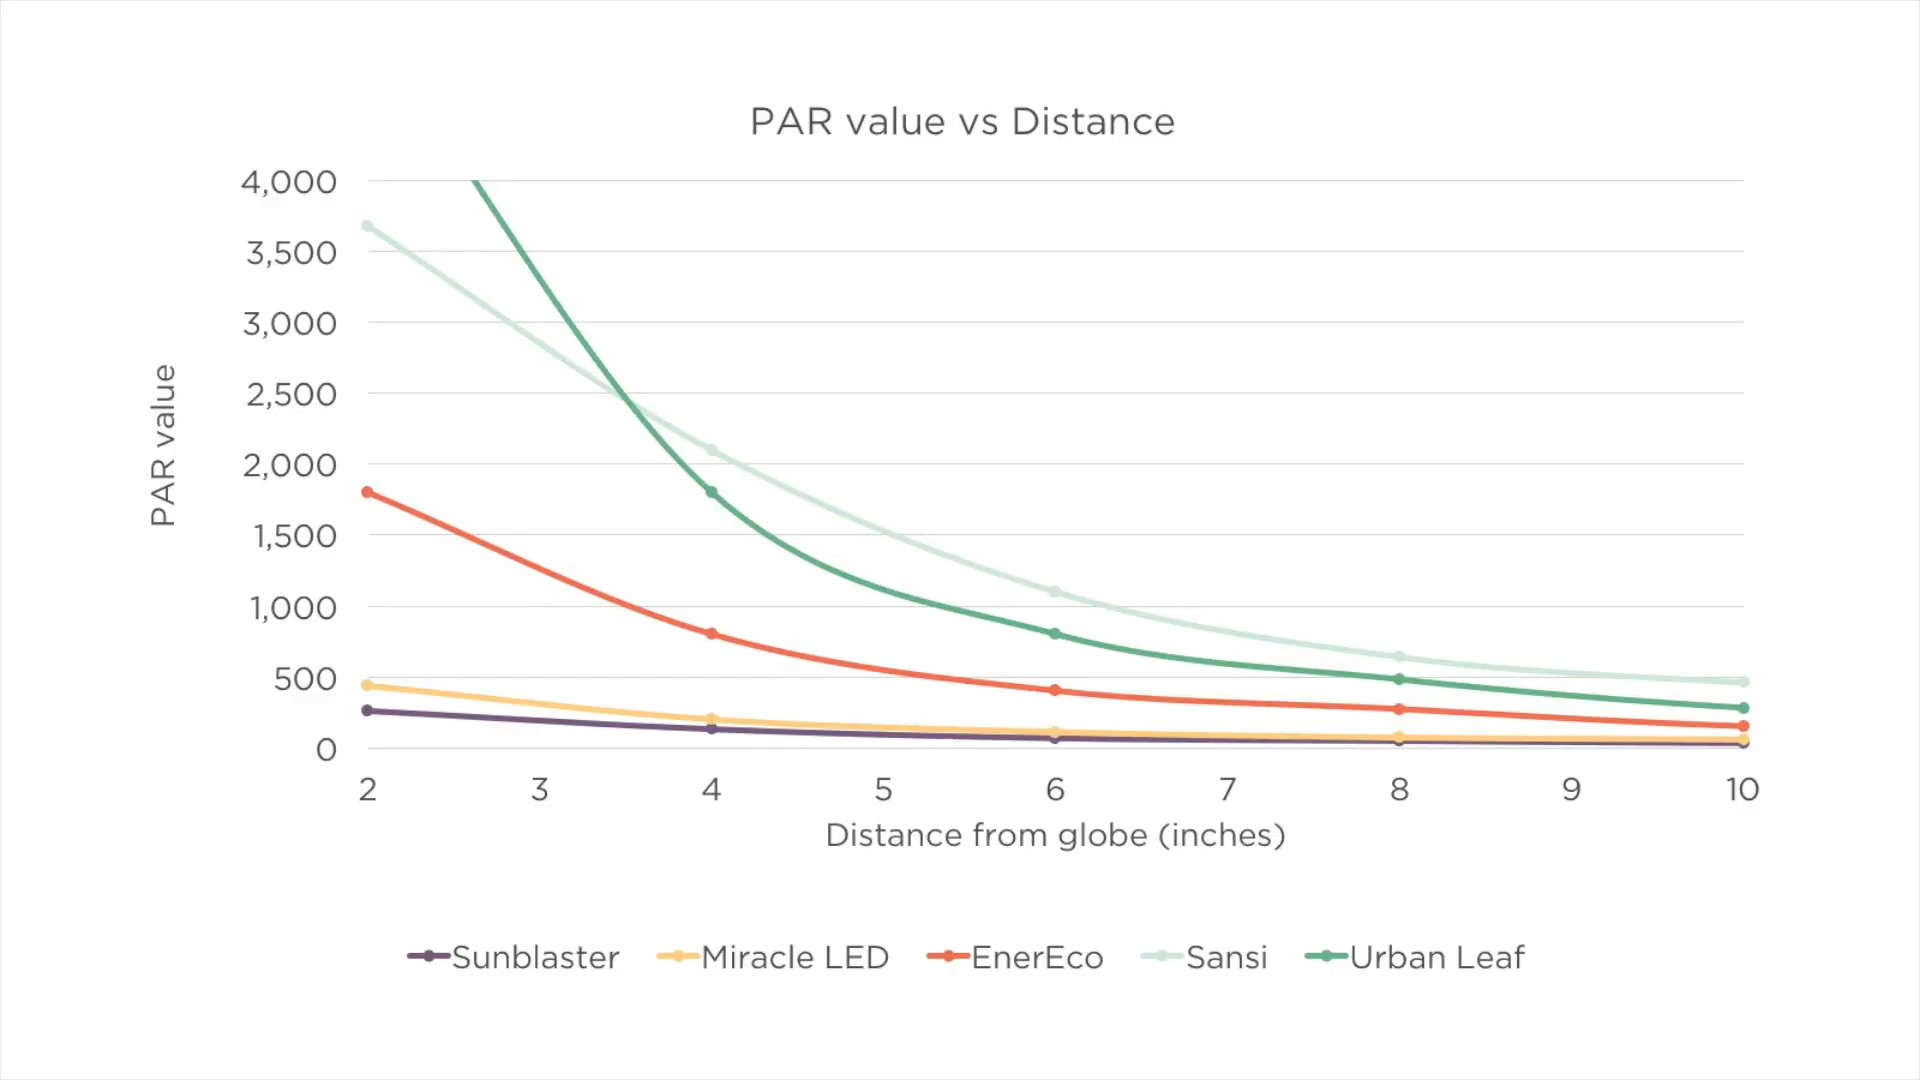 PAR value vs Distance
4,000
3,500
3,000
2,500
2,000
1,500
1,000
500
0
PAR value
2 3 4 5 6 7 8 9 10
Distance from globe (inches)
Sunblaster Miracle LED EnerEco Sansi Urban Leaf